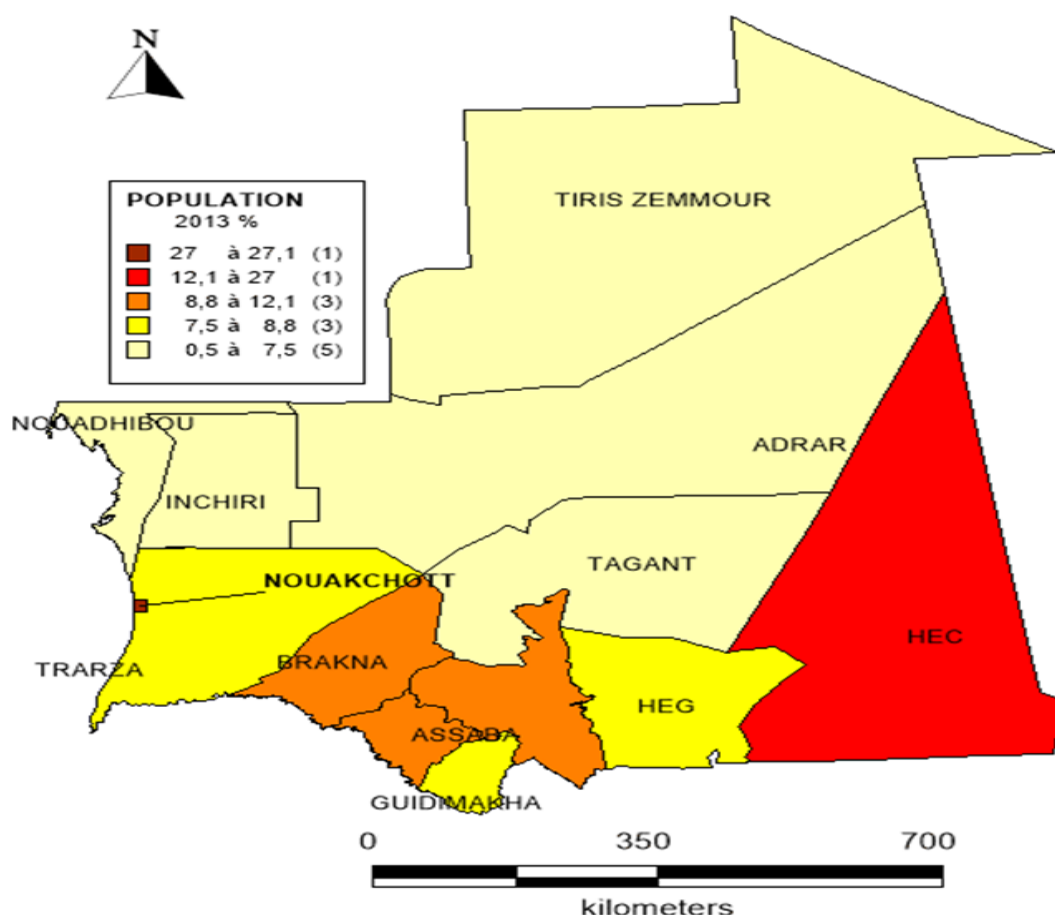 N
TIRIS ZEMMOUR
POPULATION
2013 %
27 à 27,1 (1)
12,1 à 27 (1)
8,8 à 12,1 (3)
7,5 à 8,8 (3)
0,5 à 7,5 (5)
NOUADHIBOU
ADRAR
INCHIRI
TAGANT
NOUAKCHOTT
HEC
BRAKNA
TRARZA
HEG
ASSABA
GUIDIMAKHA
0 350 700
kilometers